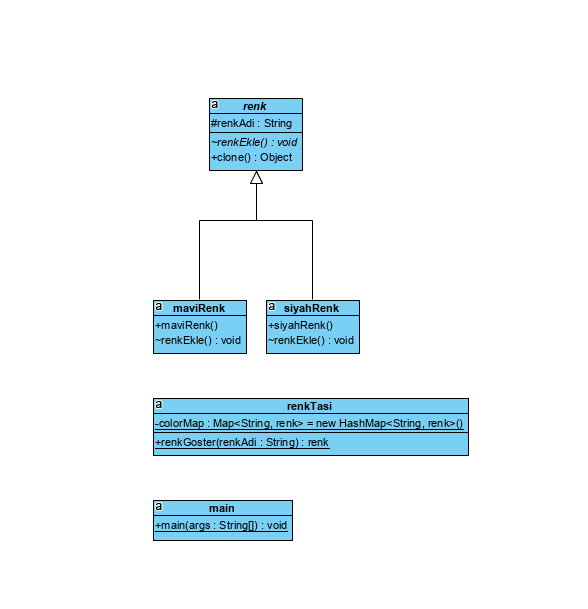 a renk
#renkAdi : String
~renkEkle() : void
+clone() : Object
a maviRenk
+maviRenk()
~renkEkle() : void
a siyahRenk
+siyahRenk()
~renkEkle() : void
a renkTasi
-colorMap : Map<String, renk> = new HashMap<String, renk>()
+renkGoster(renkAdi : String) : renk
a main
+main(args : String[]) : void